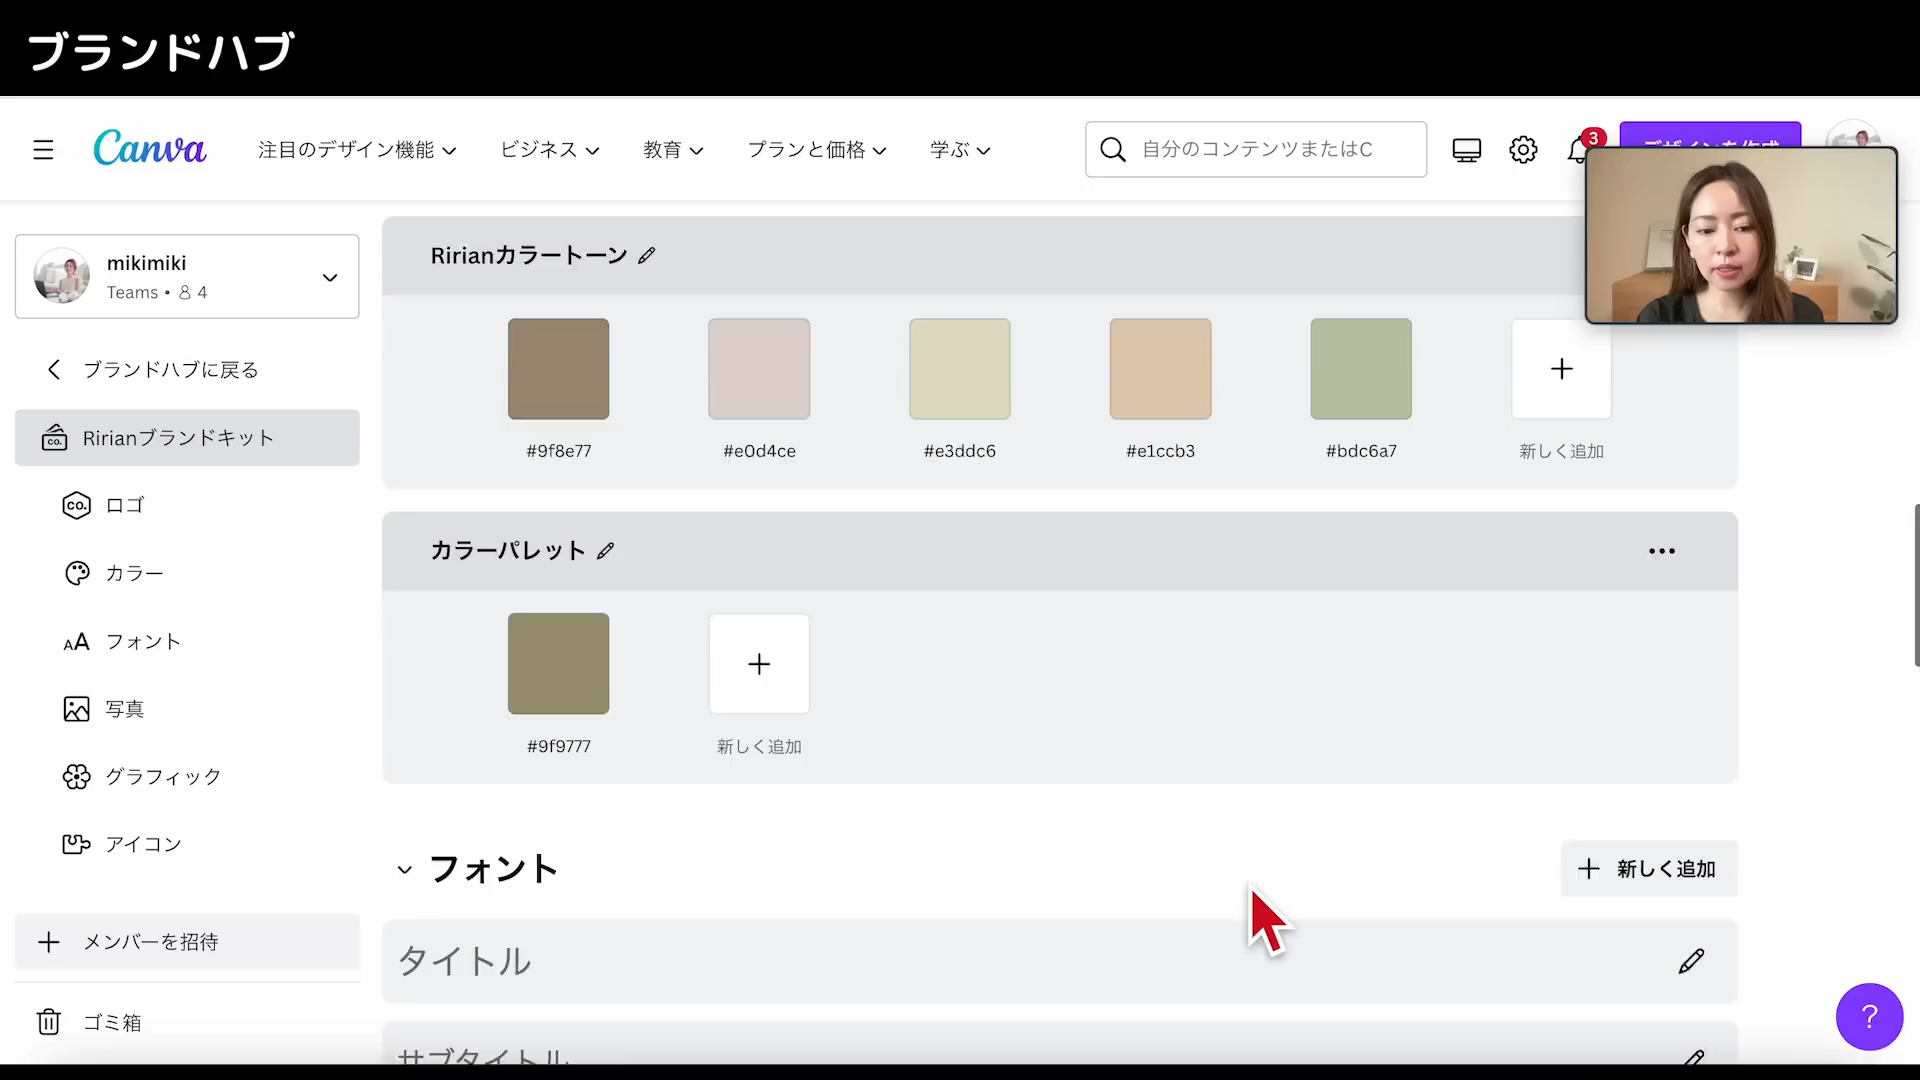 ブランドハブ
Canva
注目のデザイン機能
ビジネス
教育
プランと価格
学ぶ
自分のコンテンツまたはC
3
mikimiki
Teams • 4
ブランドハブに戻る
Ririanブランドキット
ロゴ
カラー
フォント
写真
グラフィック
アイコン
メンバーを招待
ゴミ箱
Ririanカラートーン
#9f8e77
#e0d4ce
#e3ddc6
#e1ccb3
#bdc6a7
新しく追加
カラーパレット
#9f9777
新しく追加
フォント
新しく追加
タイトル
サブタイトル
?